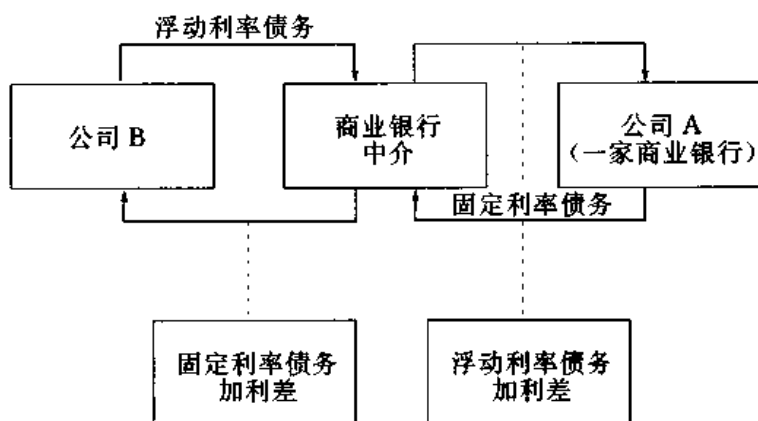 浮动利率债务
公司 B
商业银行
中介
公司 A
(一家商业银行)
固定利率债务
固定利率债务
加利差
浮动利率债务
加利差